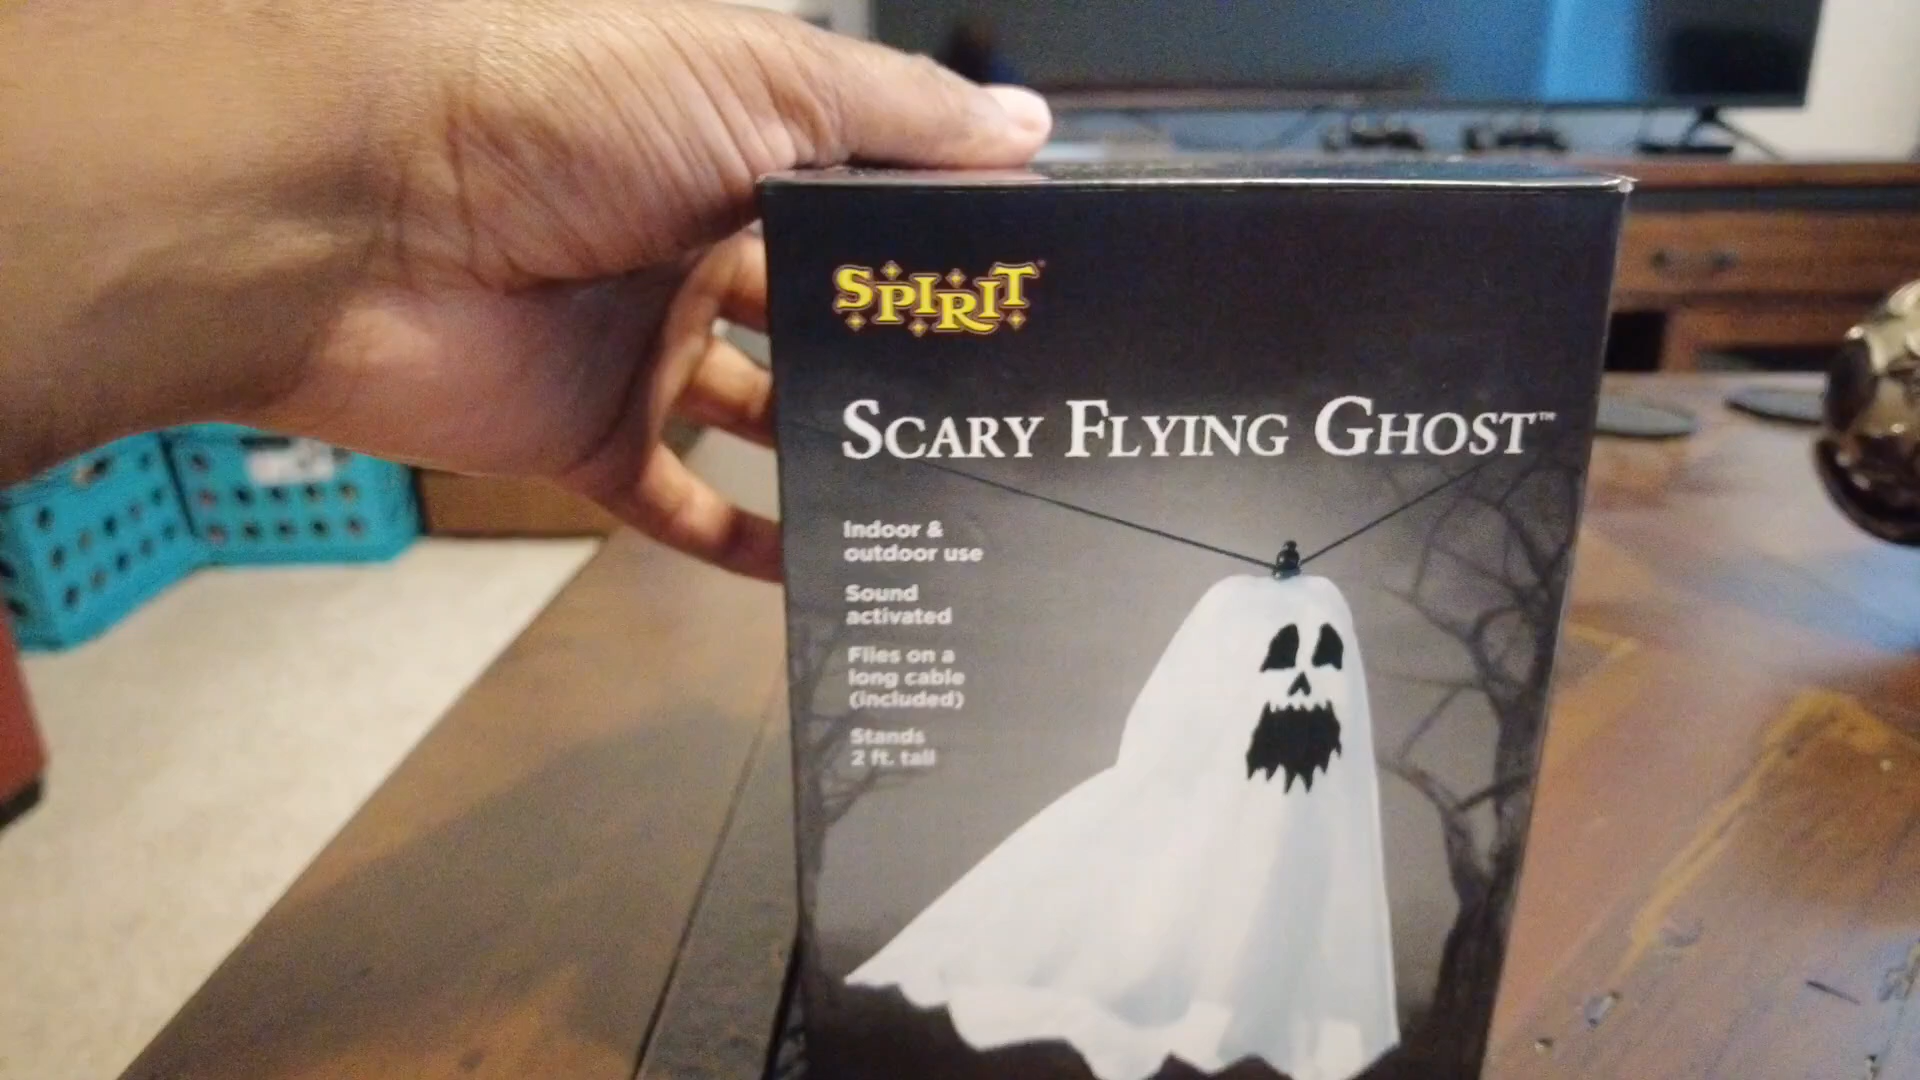 SPIRIT
SCARY FLYING GHOST™
Indoor &
outdoor use
Sound
activated
Flies on a
long cable
(included)
Stands
2 ft. tall